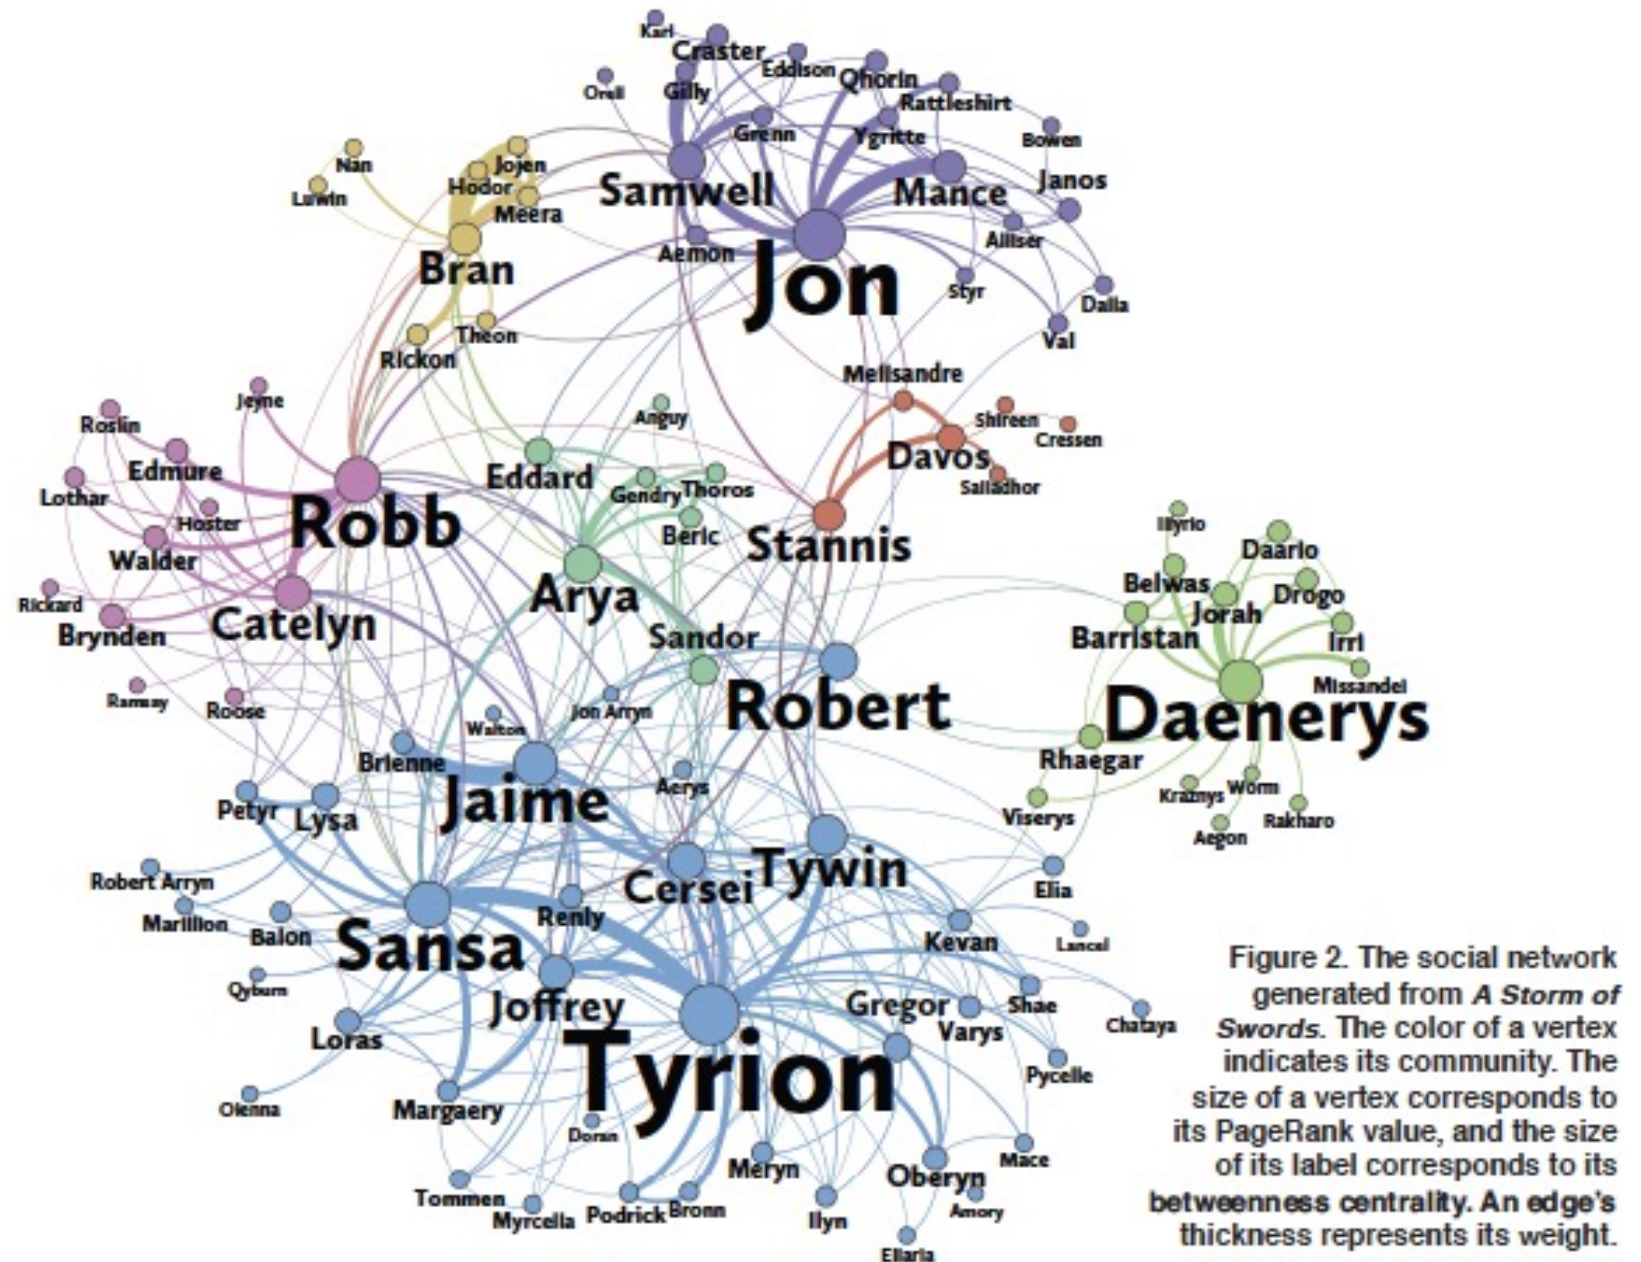 Karl
Craster
Eddison
Qhorin
Orell
Gilly
Rattleshirt
Grenn
Ygritte
Bowen
Nan
Jojen
Hodor
Luwin
Meera
Samwell
Mance
Janos
Bran
Aemon
Alliser
Jon
Styr
Dalla
Theon
Val
Rickon
Melisandre
Jeyne
Roslin
Anguy
Shireen
Cressen
Edmure
Eddard
Davos
Lothar
Gendry
Thoros
Salladhor
Hoster
Robb
Beric
Stannis
Illyrio
Walder
Daario
Belwas
Drogo
Rickard
Arya
Jorah
Brynden
Catelyn
Sandor
Barristan
Irri
Missandei
Ramsay
Roose
Jon Arryn
Robert
Daenerys
Walton
Brienne
Rhaegar
Aerys
Jaime
Kraznys
Worm
Petyr
Lysa
Viserys
Rakharo
Aegon
Robert Arryn
Cersei
Tywin
Elia
Marillion
Balon
Renly
Sansa
Kevan
Lancel
Qyburn
Joffrey
Gregor
Shae
Varys
Chataya
Loras
Tyrion
Pycelle
Olenna
Margaery
Doran
Meryn
Oberyn
Mace
Tommen
Myrcella
Podrick
Bronn
Ilyn
Amory
Ellaria
Figure 2. The social network
generated from A Storm of
Swords. The color of a vertex
indicates its community. The
size of a vertex corresponds to
its PageRank value, and the size
of its label corresponds to its
betweenness centrality. An edge's
thickness represents its weight.